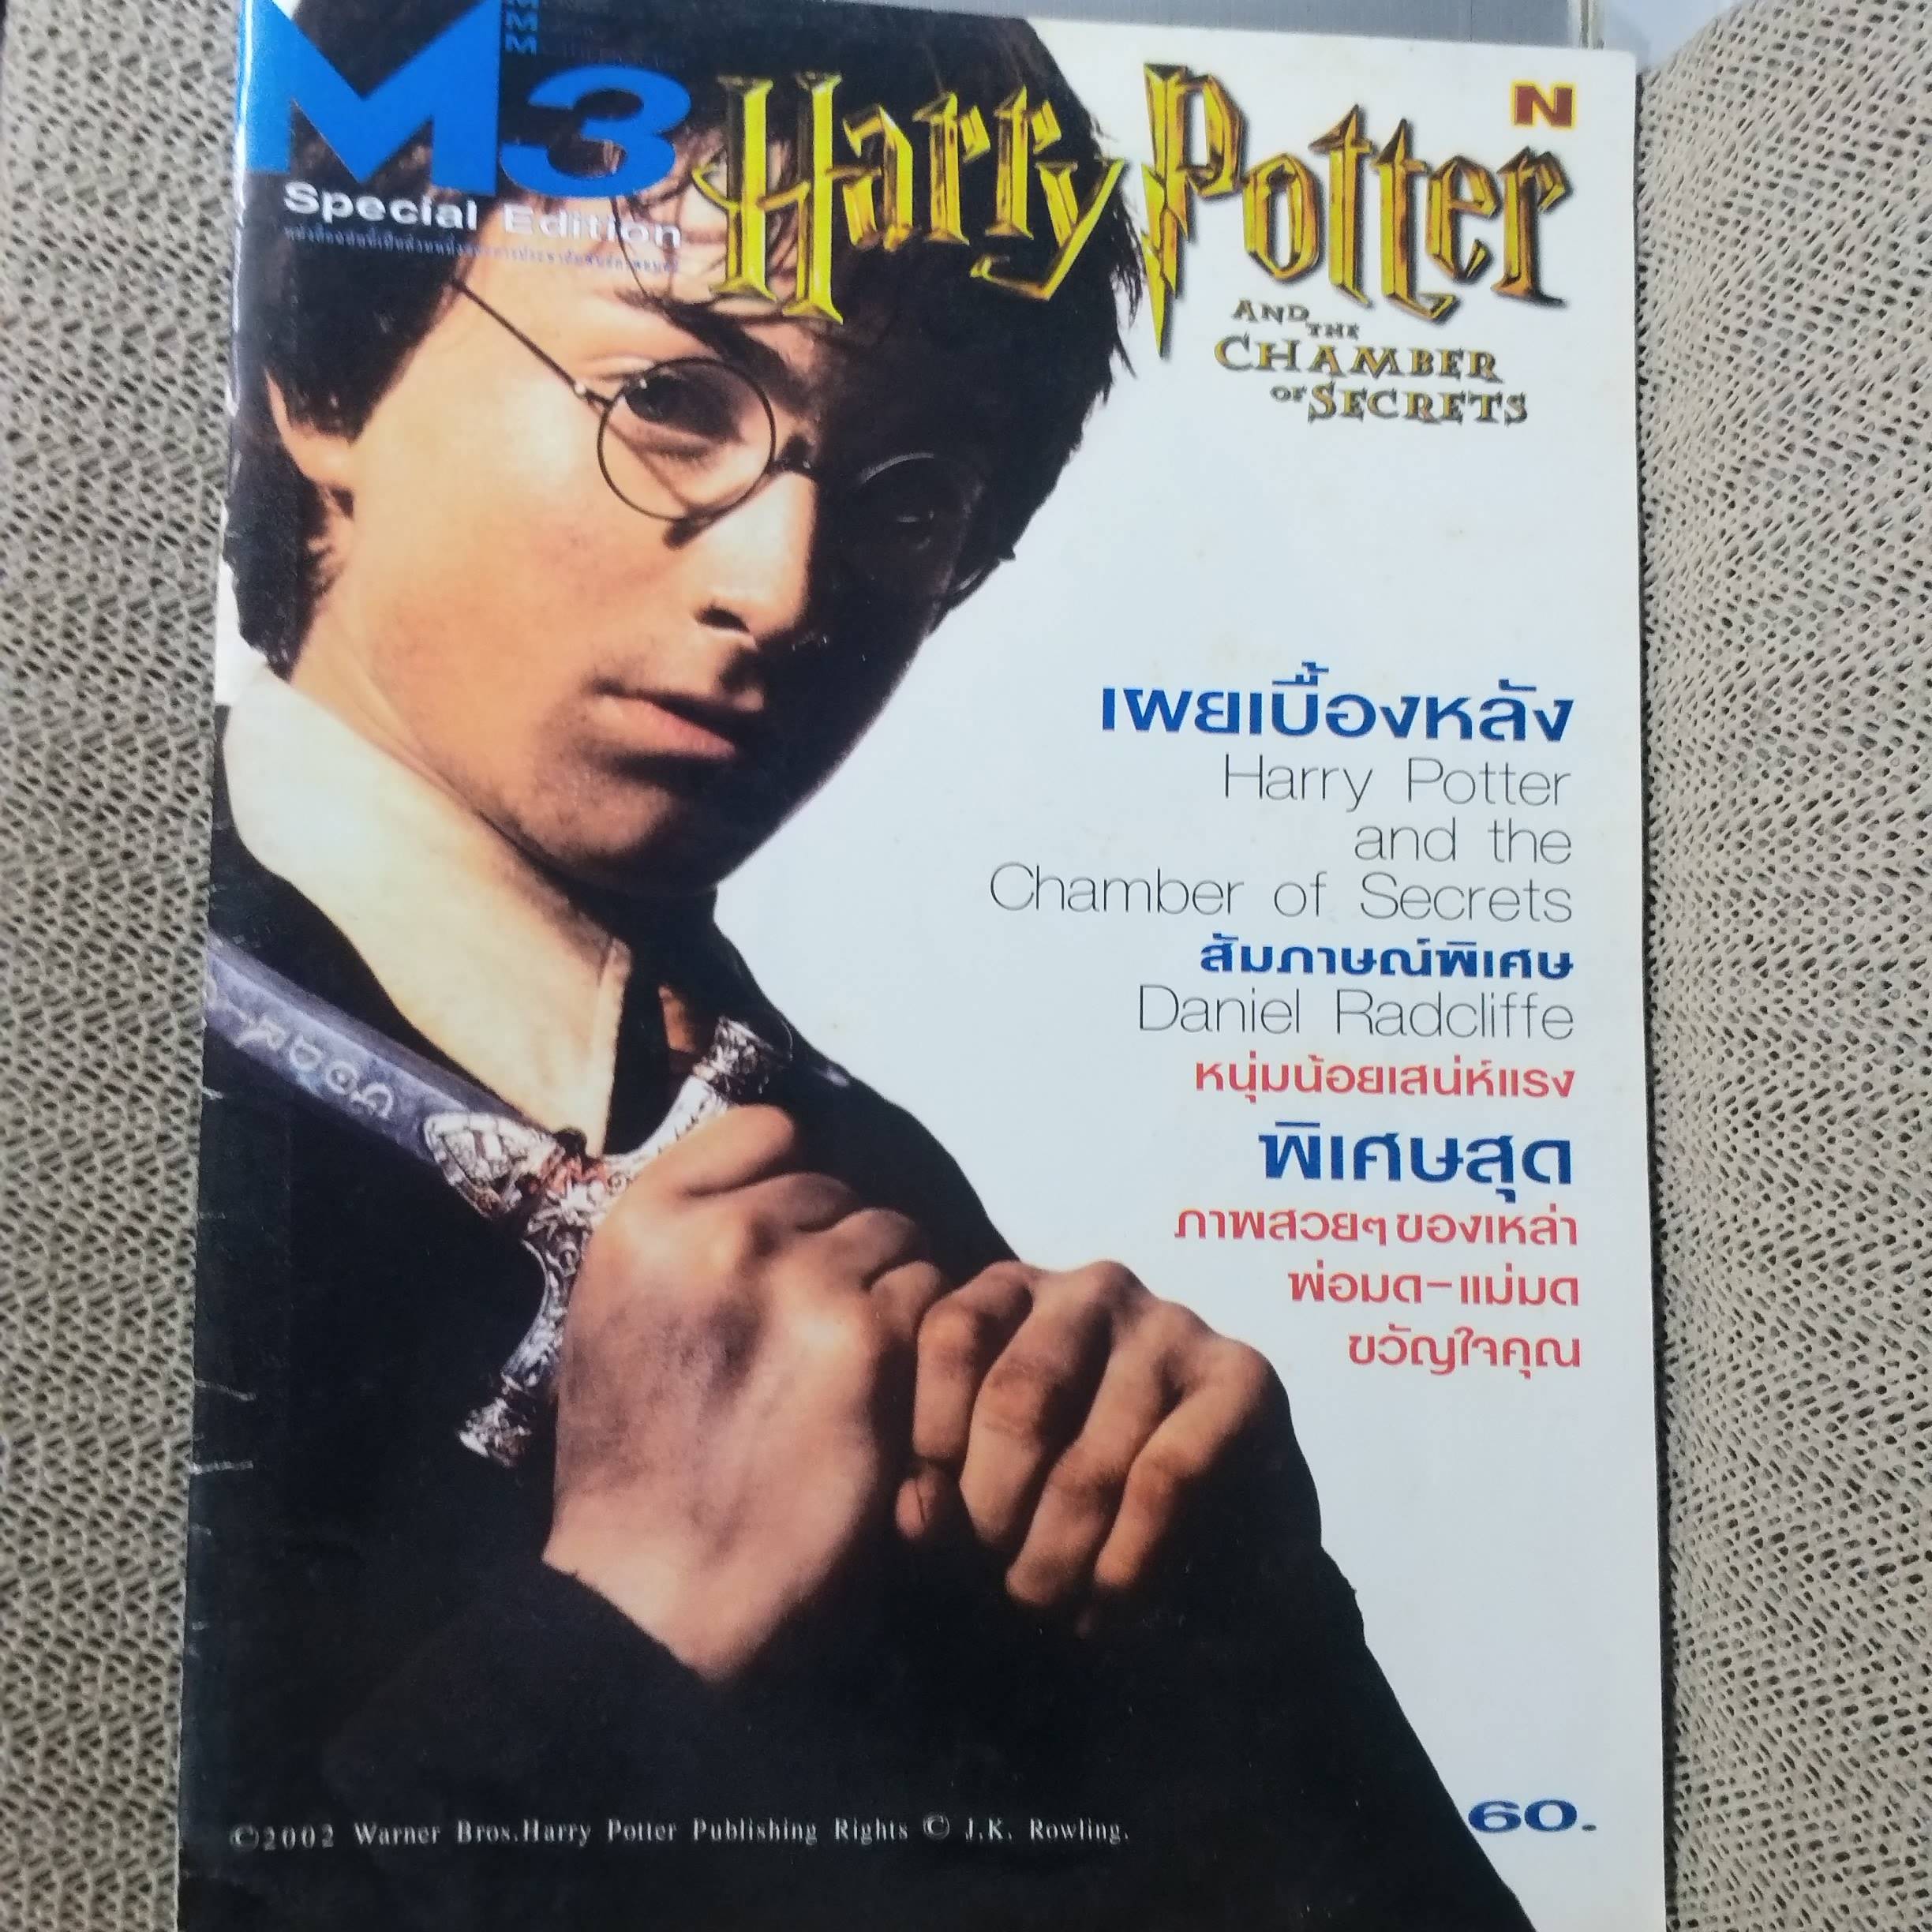 M3
MMM
Special Edition
Harry Potter
N
AND THE
CHAMBER
OF SECRETS
เผยเบื้องหลัง
Harry Potter
and the
Chamber of Secrets
สัมภาษณ์พิเศษ
Daniel Radcliffe
หนุ่มน้อยเสน่ห์แรง
พิเศษสุด
ภาพสวยๆของเหล่า
พ่อมด-แม่มด
ขวัญใจคุณ
60.-
©2002 Warner Bros.Harry Potter Publishing Rights © J.K. Rowling.